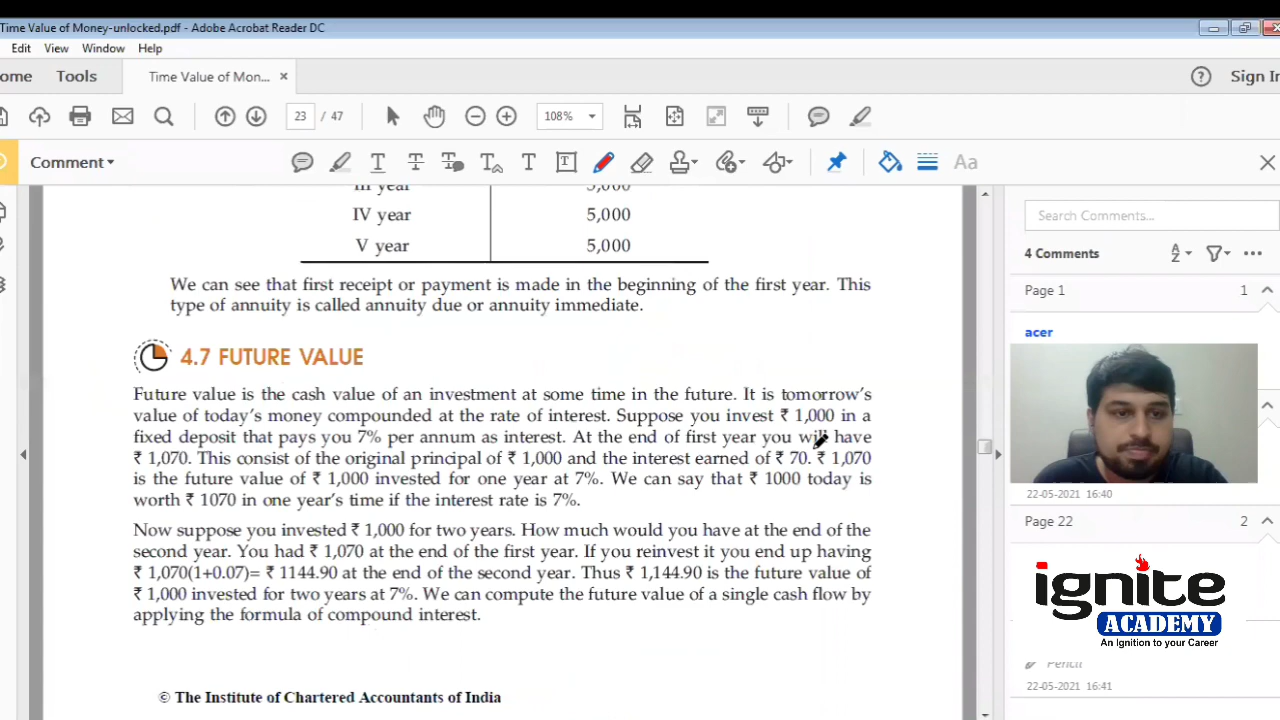 Time Value of Money-unlocked.pdf - Adobe Acrobat Reader DC
Edit View Window Help
ome Tools Time Value of Mon... × ? Sign In
23 / 47 108%
Comment Aa
III year 5,000
IV year 5,000
V year 5,000
We can see that first receipt or payment is made in the beginning of the first year. This
type of annuity is called annuity due or annuity immediate.
4.7 FUTURE VALUE
Future value is the cash value of an investment at some time in the future. It is tomorrow's
value of today's money compounded at the rate of interest. Suppose you invest ₹ 1,000 in a
fixed deposit that pays you 7% per annum as interest. At the end of first year you will have
₹ 1,070. This consist of the original principal of ₹ 1,000 and the interest earned of ₹ 70. ₹ 1,070
is the future value of ₹ 1,000 invested for one year at 7%. We can say that ₹ 1000 today is
worth ₹ 1070 in one year's time if the interest rate is 7%.
Now suppose you invested ₹ 1,000 for two years. How much would you have at the end of the
second year. You had ₹ 1,070 at the end of the first year. If you reinvest it you end up having
₹ 1,070(1+0.07)= ₹ 1144.90 at the end of the second year. Thus ₹ 1,144.90 is the future value of
₹ 1,000 invested for two years at 7%. We can compute the future value of a single cash flow by
applying the formula of compound interest.
© The Institute of Chartered Accountants of India
Search Comments...
4 Comments
Page 1 1
acer
22-05-2021 16:40
Page 22 2
ignite
ACADEMY
An Ignition to your Career
Pencil
22-05-2021 16:41